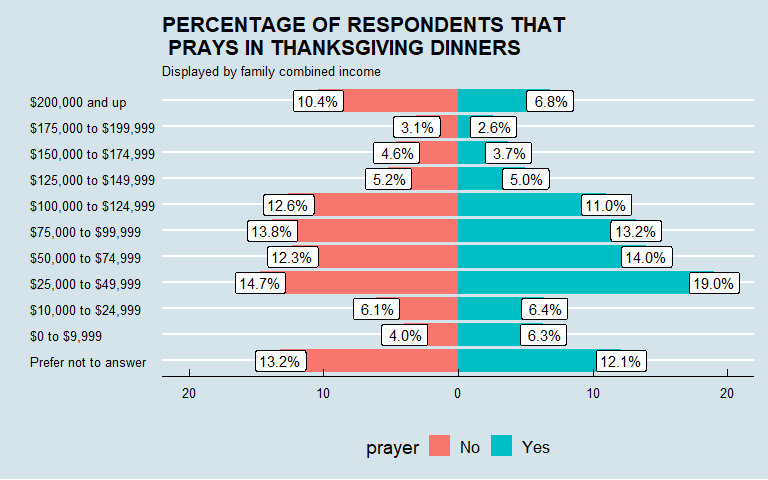 PERCENTAGE OF RESPONDENTS THAT
PRAYS IN THANKSGIVING DINNERS
Displayed by family combined income
$200,000 and up 10.4% 6.8%
$175,000 to $199,999 3.1% 2.6%
$150,000 to $174,999 4.6% 3.7%
$125,000 to $149,999 5.2% 5.0%
$100,000 to $124,999 12.6% 11.0%
$75,000 to $99,999 13.8% 13.2%
$50,000 to $74,999 12.3% 14.0%
$25,000 to $49,999 14.7% 19.0%
$10,000 to $24,999 6.1% 6.4%
$0 to $9,999 4.0% 6.3%
Prefer not to answer 13.2% 12.1%
20 10 0 10 20
prayer No Yes